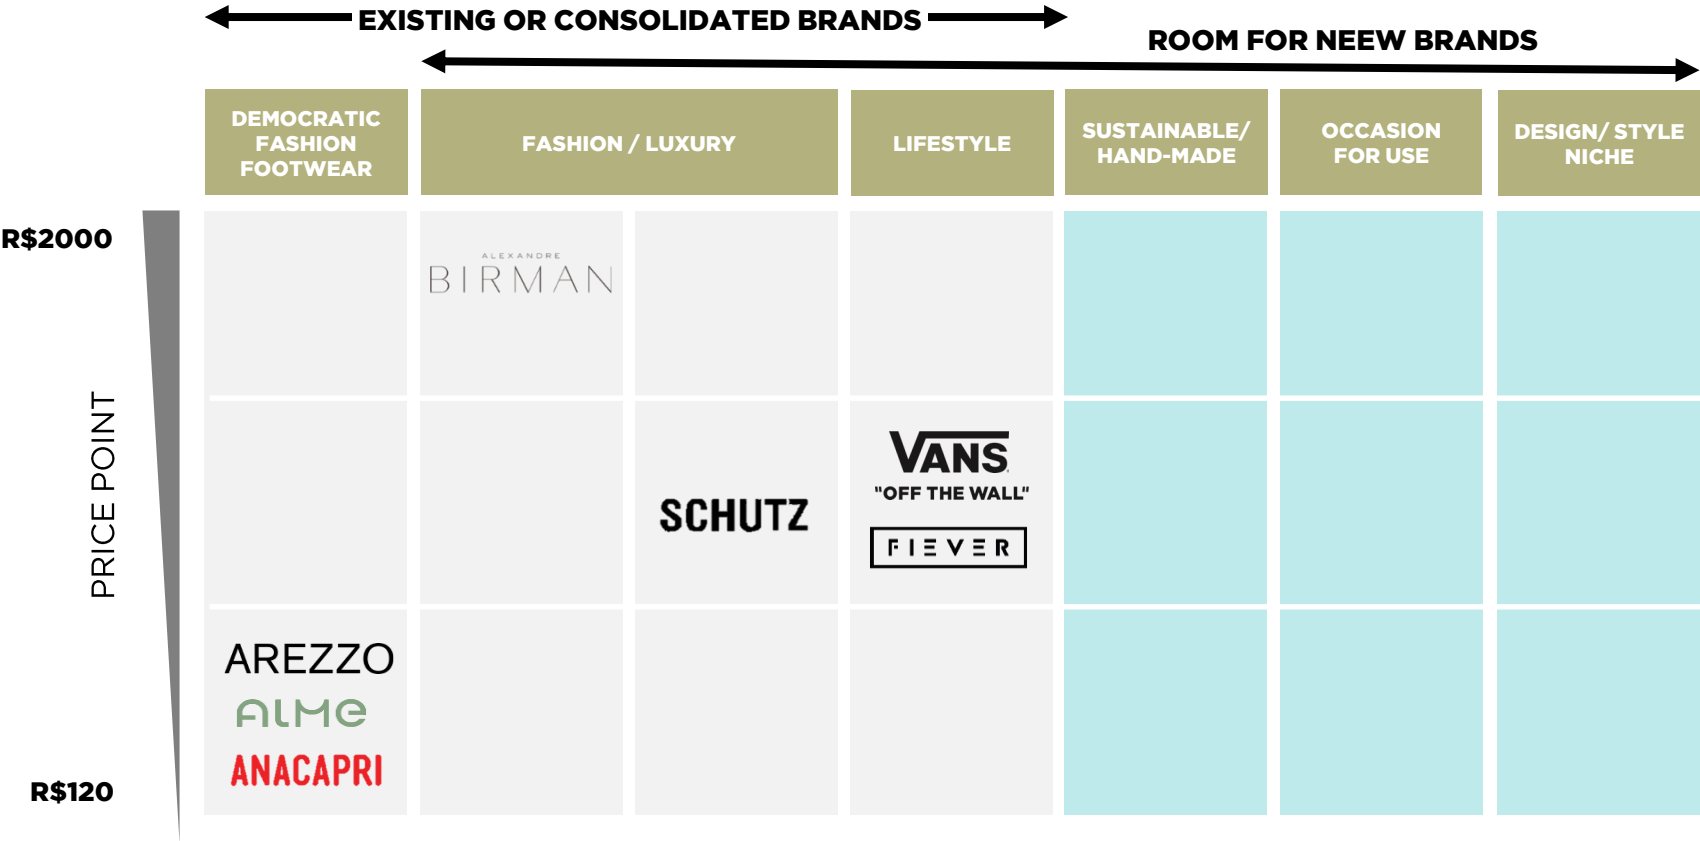 EXISTING OR CONSOLIDATED BRANDS
ROOM FOR NEEW BRANDS
DEMOCRATIC
FASHION
FOOTWEAR
FASHION / LUXURY
LIFESTYLE
SUSTAINABLE/
HAND-MADE
OCCASION
FOR USE
DESIGN/ STYLE
NICHE
R$2000
PRICE POINT
R$120
ALEXANDRE
BIRMAN
SCHUTZ
VANS
"OFF THE WALL"
FIEVER
AREZZO
ALME
ANACAPRI